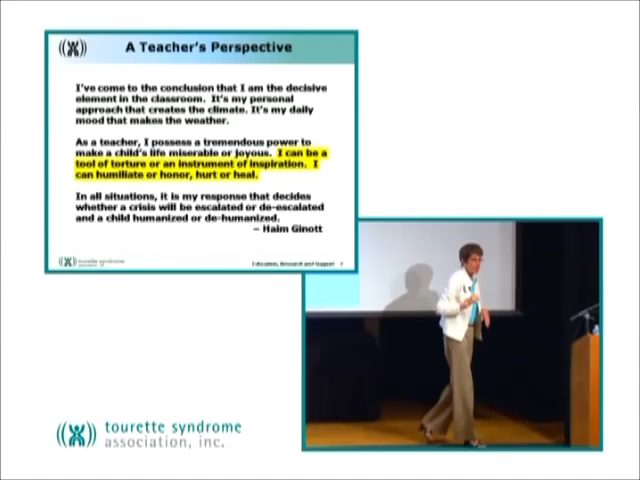 A Teacher's Perspective
I've come to the conclusion that I am the decisive
element in the classroom. It's my personal
approach that creates the climate. It's my daily
mood that makes the weather.
As a teacher, I possess a tremendous power to
make a child's life miserable or joyous. I can be a
tool of torture or an instrument of inspiration. I
can humiliate or honor, hurt or heal.
In all situations, it is my response that decides
whether a crisis will be escalated or de-escalated
and a child humanized or de-humanized.
– Haim Ginott
tourette syndrome
Education, Research and Support
tourette syndrome
association, inc.